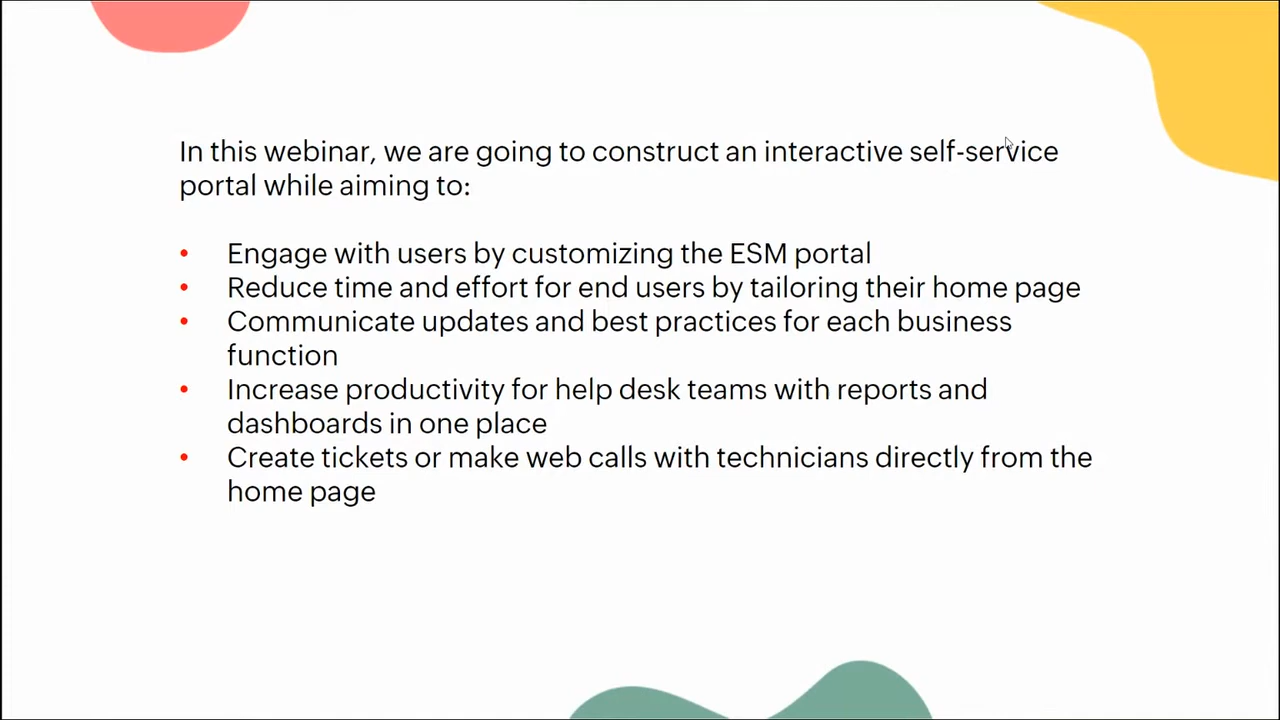 In this webinar, we are going to construct an interactive self-service
portal while aiming to:
• Engage with users by customizing the ESM portal
• Reduce time and effort for end users by tailoring their home page
• Communicate updates and best practices for each business
function
• Increase productivity for help desk teams with reports and
dashboards in one place
• Create tickets or make web calls with technicians directly from the
home page